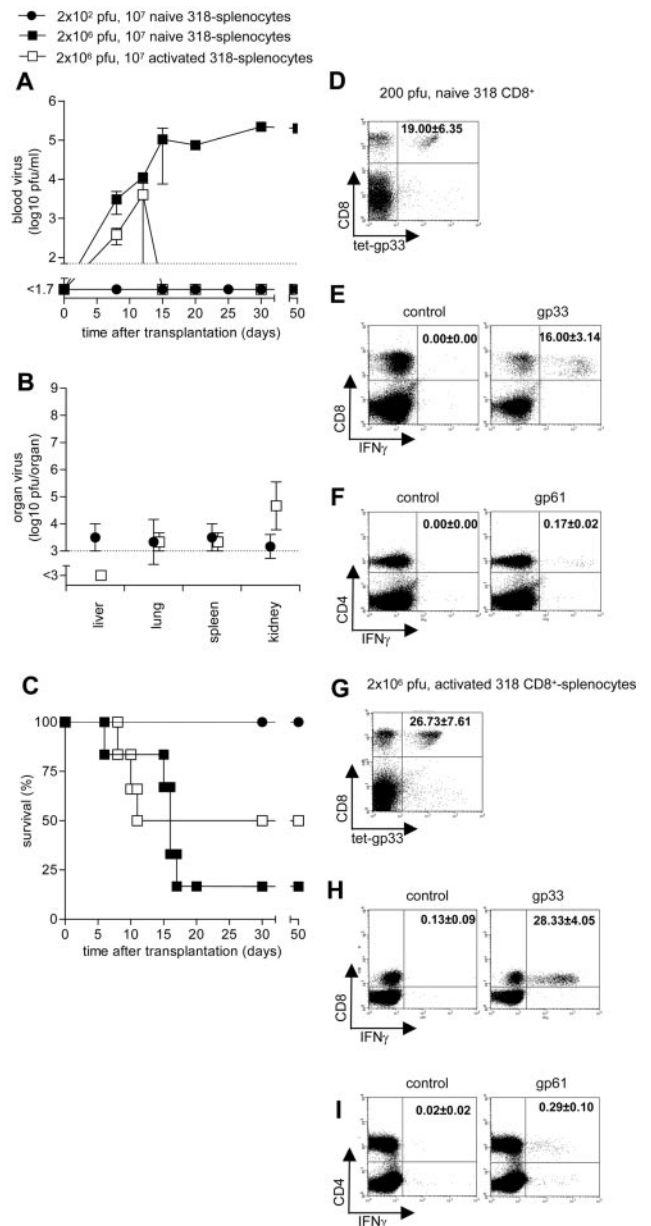 2x10² pfu, 10⁷ naive 318-splenocytes
2x10⁶ pfu, 10⁷ naive 318-splenocytes
2x10⁶ pfu, 10⁷ activated 318-splenocytes
A
blood virus
(log10 pfu/ml)
6
5
4
3
2
<1.7
0 5 10 15 20 25 30 50
time after transplantation (days)
B
organ virus
(log10 pfu/organ)
9
8
7
6
5
4
3
<3
liver lung spleen kidney
C
survival (%)
100
75
50
25
0
0 5 10 15 20 25 30 50
time after transplantation (days)
D
200 pfu, naive 318 CD8⁺
19.00±6.35
CD8
tet-gp33
E
control gp33
0.00±0.00 16.00±3.14
CD8
IFNγ
F
control gp61
0.00±0.00 0.17±0.02
CD4
IFNγ
G
2x10⁶ pfu, activated 318 CD8⁺-splenocytes
26.73±7.61
CD8
tet-gp33
H
control gp33
0.13±0.09 28.33±4.05
CD8
IFNγ
I
control gp61
0.02±0.02 0.29±0.10
CD4
IFNγ